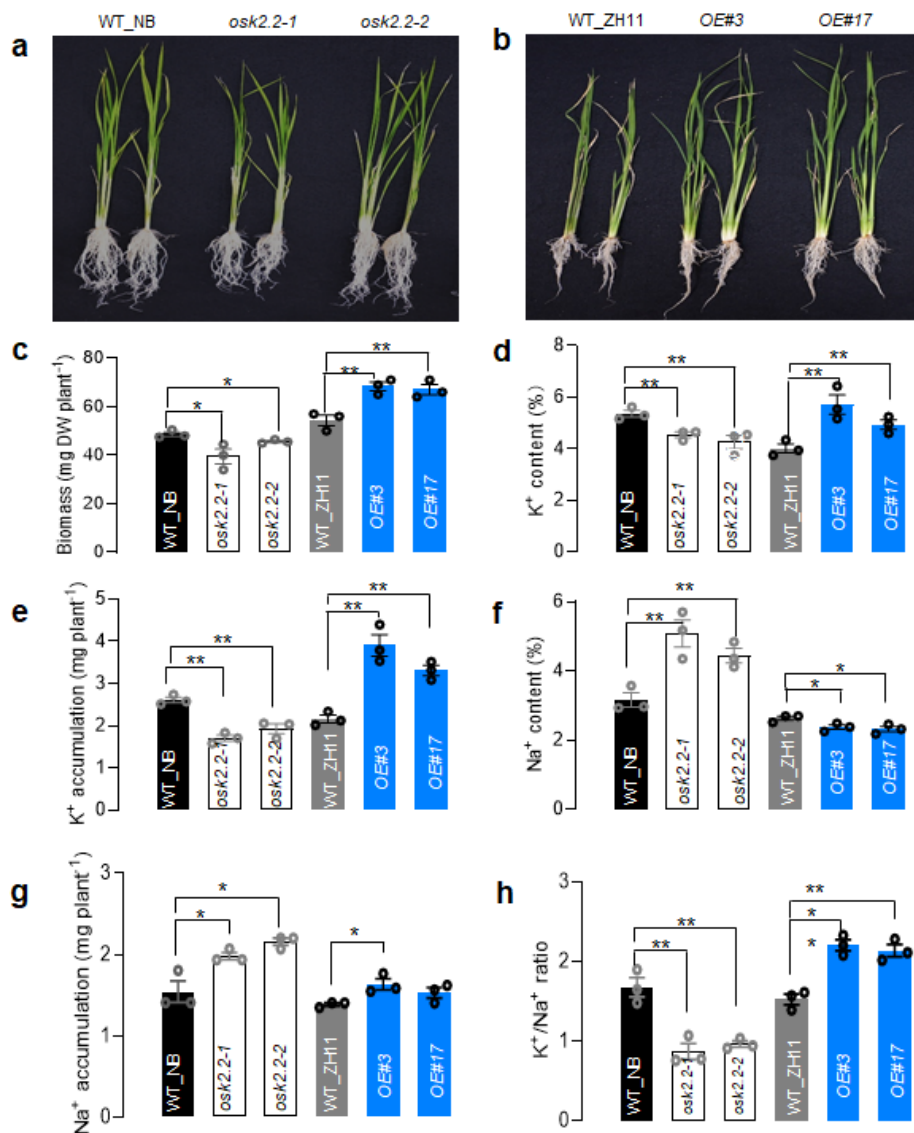 WT_NB osk2.2-1 osk2.2-2
a
WT_ZH11 OE#3 OE#17
b
c
Biomass (mg DW plant⁻¹)
80
60
40
20
0
*
*
**
**
WT_NB
osk2.2-1
osk2.2-2
WT_ZH11
OE#3
OE#17
d
K⁺ content (%)
8
6
4
2
0
**
**
**
**
WT_NB
osk2.2-1
osk2.2-2
WT_ZH11
OE#3
OE#17
e
K⁺ accumulation (mg plant⁻¹)
5
4
3
2
1
0
**
**
**
**
WT_NB
osk2.2-1
osk2.2-2
WT_ZH11
OE#3
OE#17
f
Na⁺ content (%)
6
4
2
0
**
**
*
*
WT_NB
osk2.2-1
osk2.2-2
WT_ZH11
OE#3
OE#17
g
Na⁺ accumulation (mg plant⁻¹)
3
2
1
0
*
*
*
WT_NB
osk2.2-1
osk2.2-2
WT_ZH11
OE#3
OE#17
h
K⁺/Na⁺ ratio
3
2
1
0
**
**
**
*
*
WT_NB
osk2.2-1
osk2.2-2
WT_ZH11
OE#3
OE#17